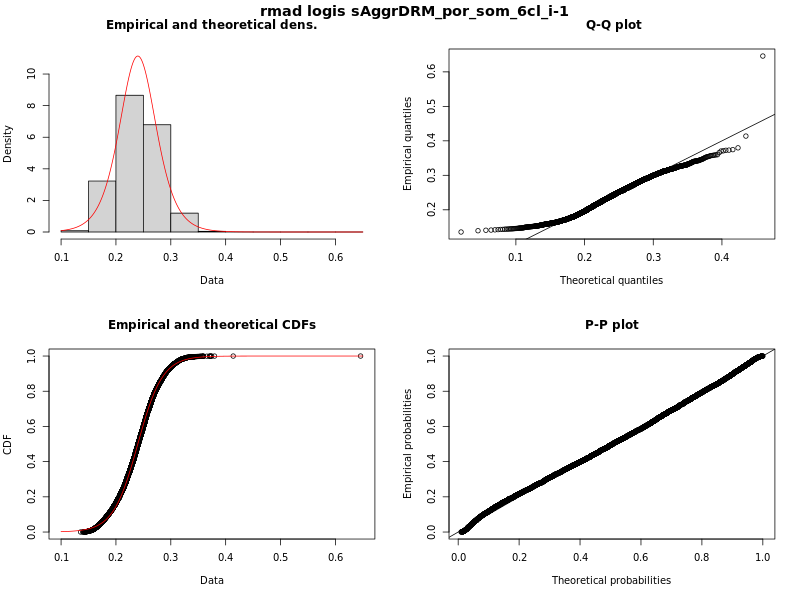 rmad logis sAggrDRM_por_som_6cl_i-1
Empirical and theoretical dens.
Density
0 2 4 6 8 10
0.1 0.2 0.3 0.4 0.5 0.6
Data
Q-Q plot
Empirical quantiles
0.2 0.3 0.4 0.5 0.6
0.1 0.2 0.3 0.4
Theoretical quantiles
Empirical and theoretical CDFs
CDF
0.0 0.2 0.4 0.6 0.8 1.0
0.1 0.2 0.3 0.4 0.5 0.6
Data
P-P plot
Empirical probabilities
0.0 0.2 0.4 0.6 0.8 1.0
0.0 0.2 0.4 0.6 0.8 1.0
Theoretical probabilities